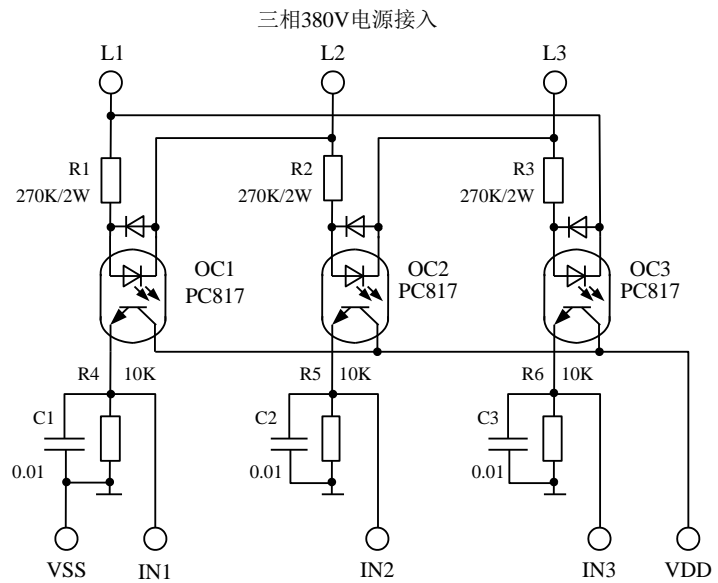 三相380V电源接入
L1 L2 L3
R1 R2 R3
270K/2W 270K/2W 270K/2W
OC1 OC2 OC3
PC817 PC817 PC817
R4 10K R5 10K R6 10K
C1 C2 C3
0.01 0.01 0.01
VSS IN1 IN2 IN3 VDD